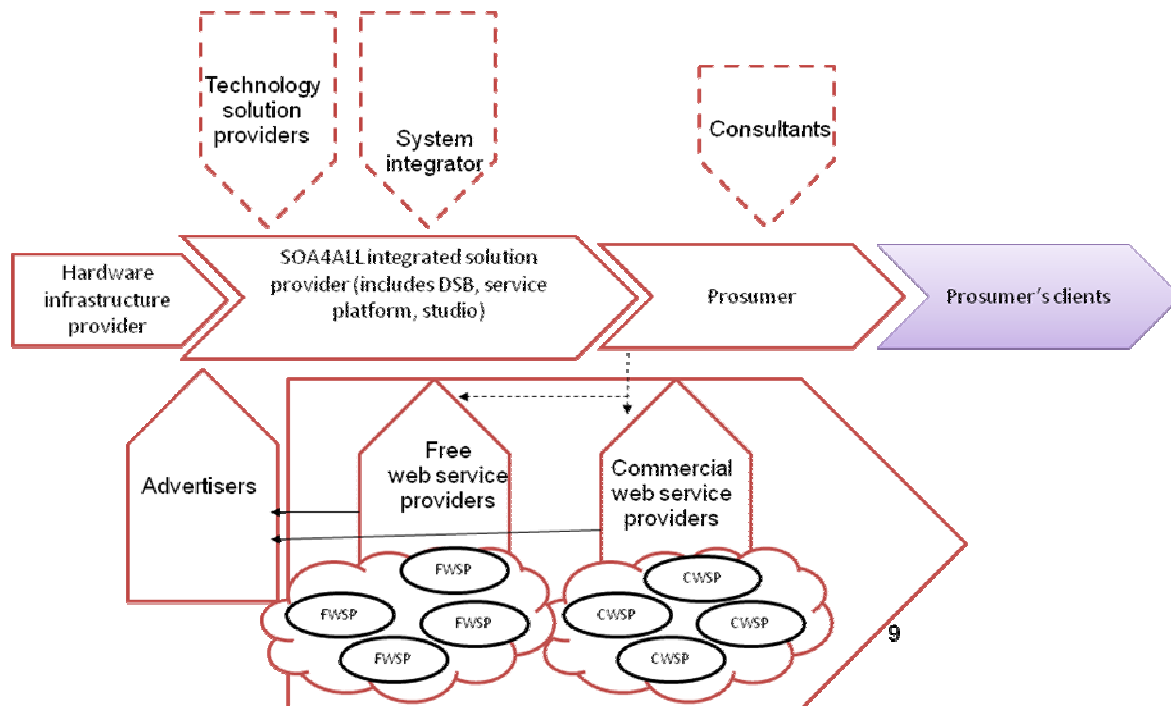 Technology
solution
providers
System
integrator
Consultants
Hardware
infrastructure
provider
SOA4ALL integrated solution
provider (includes DSB, service
platform, studio)
Prosumer
Prosumer's clients
Advertisers
Free
web service
providers
Commercial
web service
providers
FWSP
FWSP
FWSP
FWSP
CWSP
CWSP
CWSP
CWSP
9